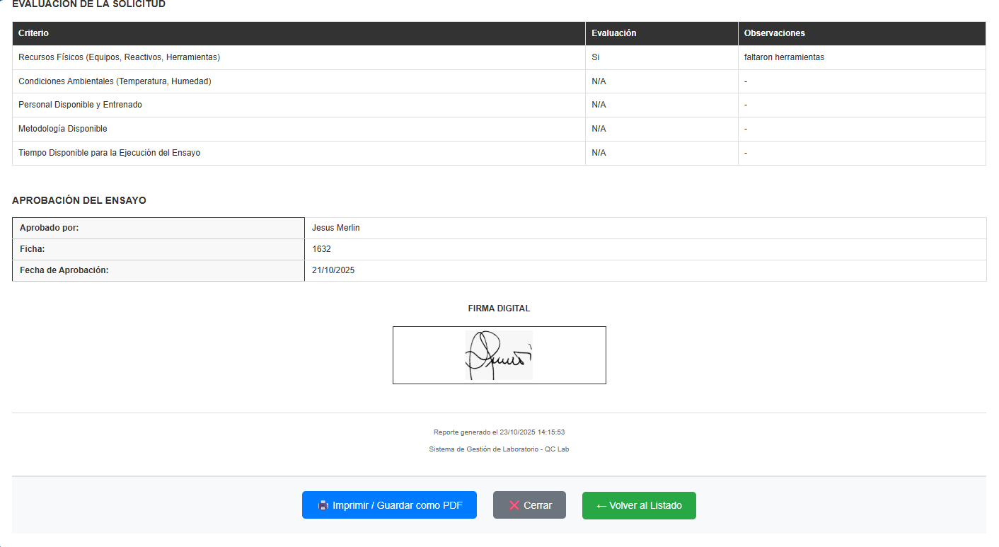 EVALUACIÓN DE LA SOLICITUD
Criterio Evaluación Observaciones
Recursos Físicos (Equipos, Reactivos, Herramientas) Si faltaron herramientas
Condiciones Ambientales (Temperatura, Humedad) N/A -
Personal Disponible y Entrenado N/A -
Metodología Disponible N/A -
Tiempo Disponible para la Ejecución del Ensayo N/A -
APROBACIÓN DEL ENSAYO
Aprobado por: Jesus Merlin
Ficha: 1632
Fecha de Aprobación: 21/10/2025
FIRMA DIGITAL
Reporte generado el 23/10/2025 14:15:53
Sistema de Gestión de Laboratorio - QC Lab
Imprimir / Guardar como PDF ❌ Cerrar ← Volver al Listado